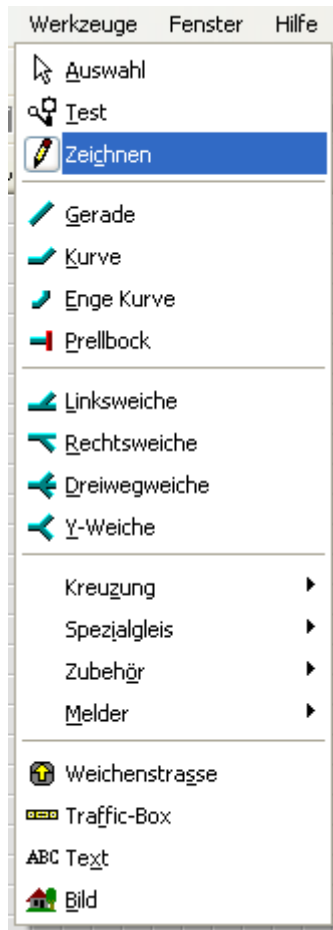 Werkzeuge Fenster Hilfe
Auswahl
Test
Zeichnen
Gerade
Kurve
Enge Kurve
Prellbock
Linksweiche
Rechtsweiche
Dreiwegweiche
Y-Weiche
Kreuzung
Spezialgleis
Zubehör
Melder
Weichenstrasse
Traffic-Box
ABC Text
Bild